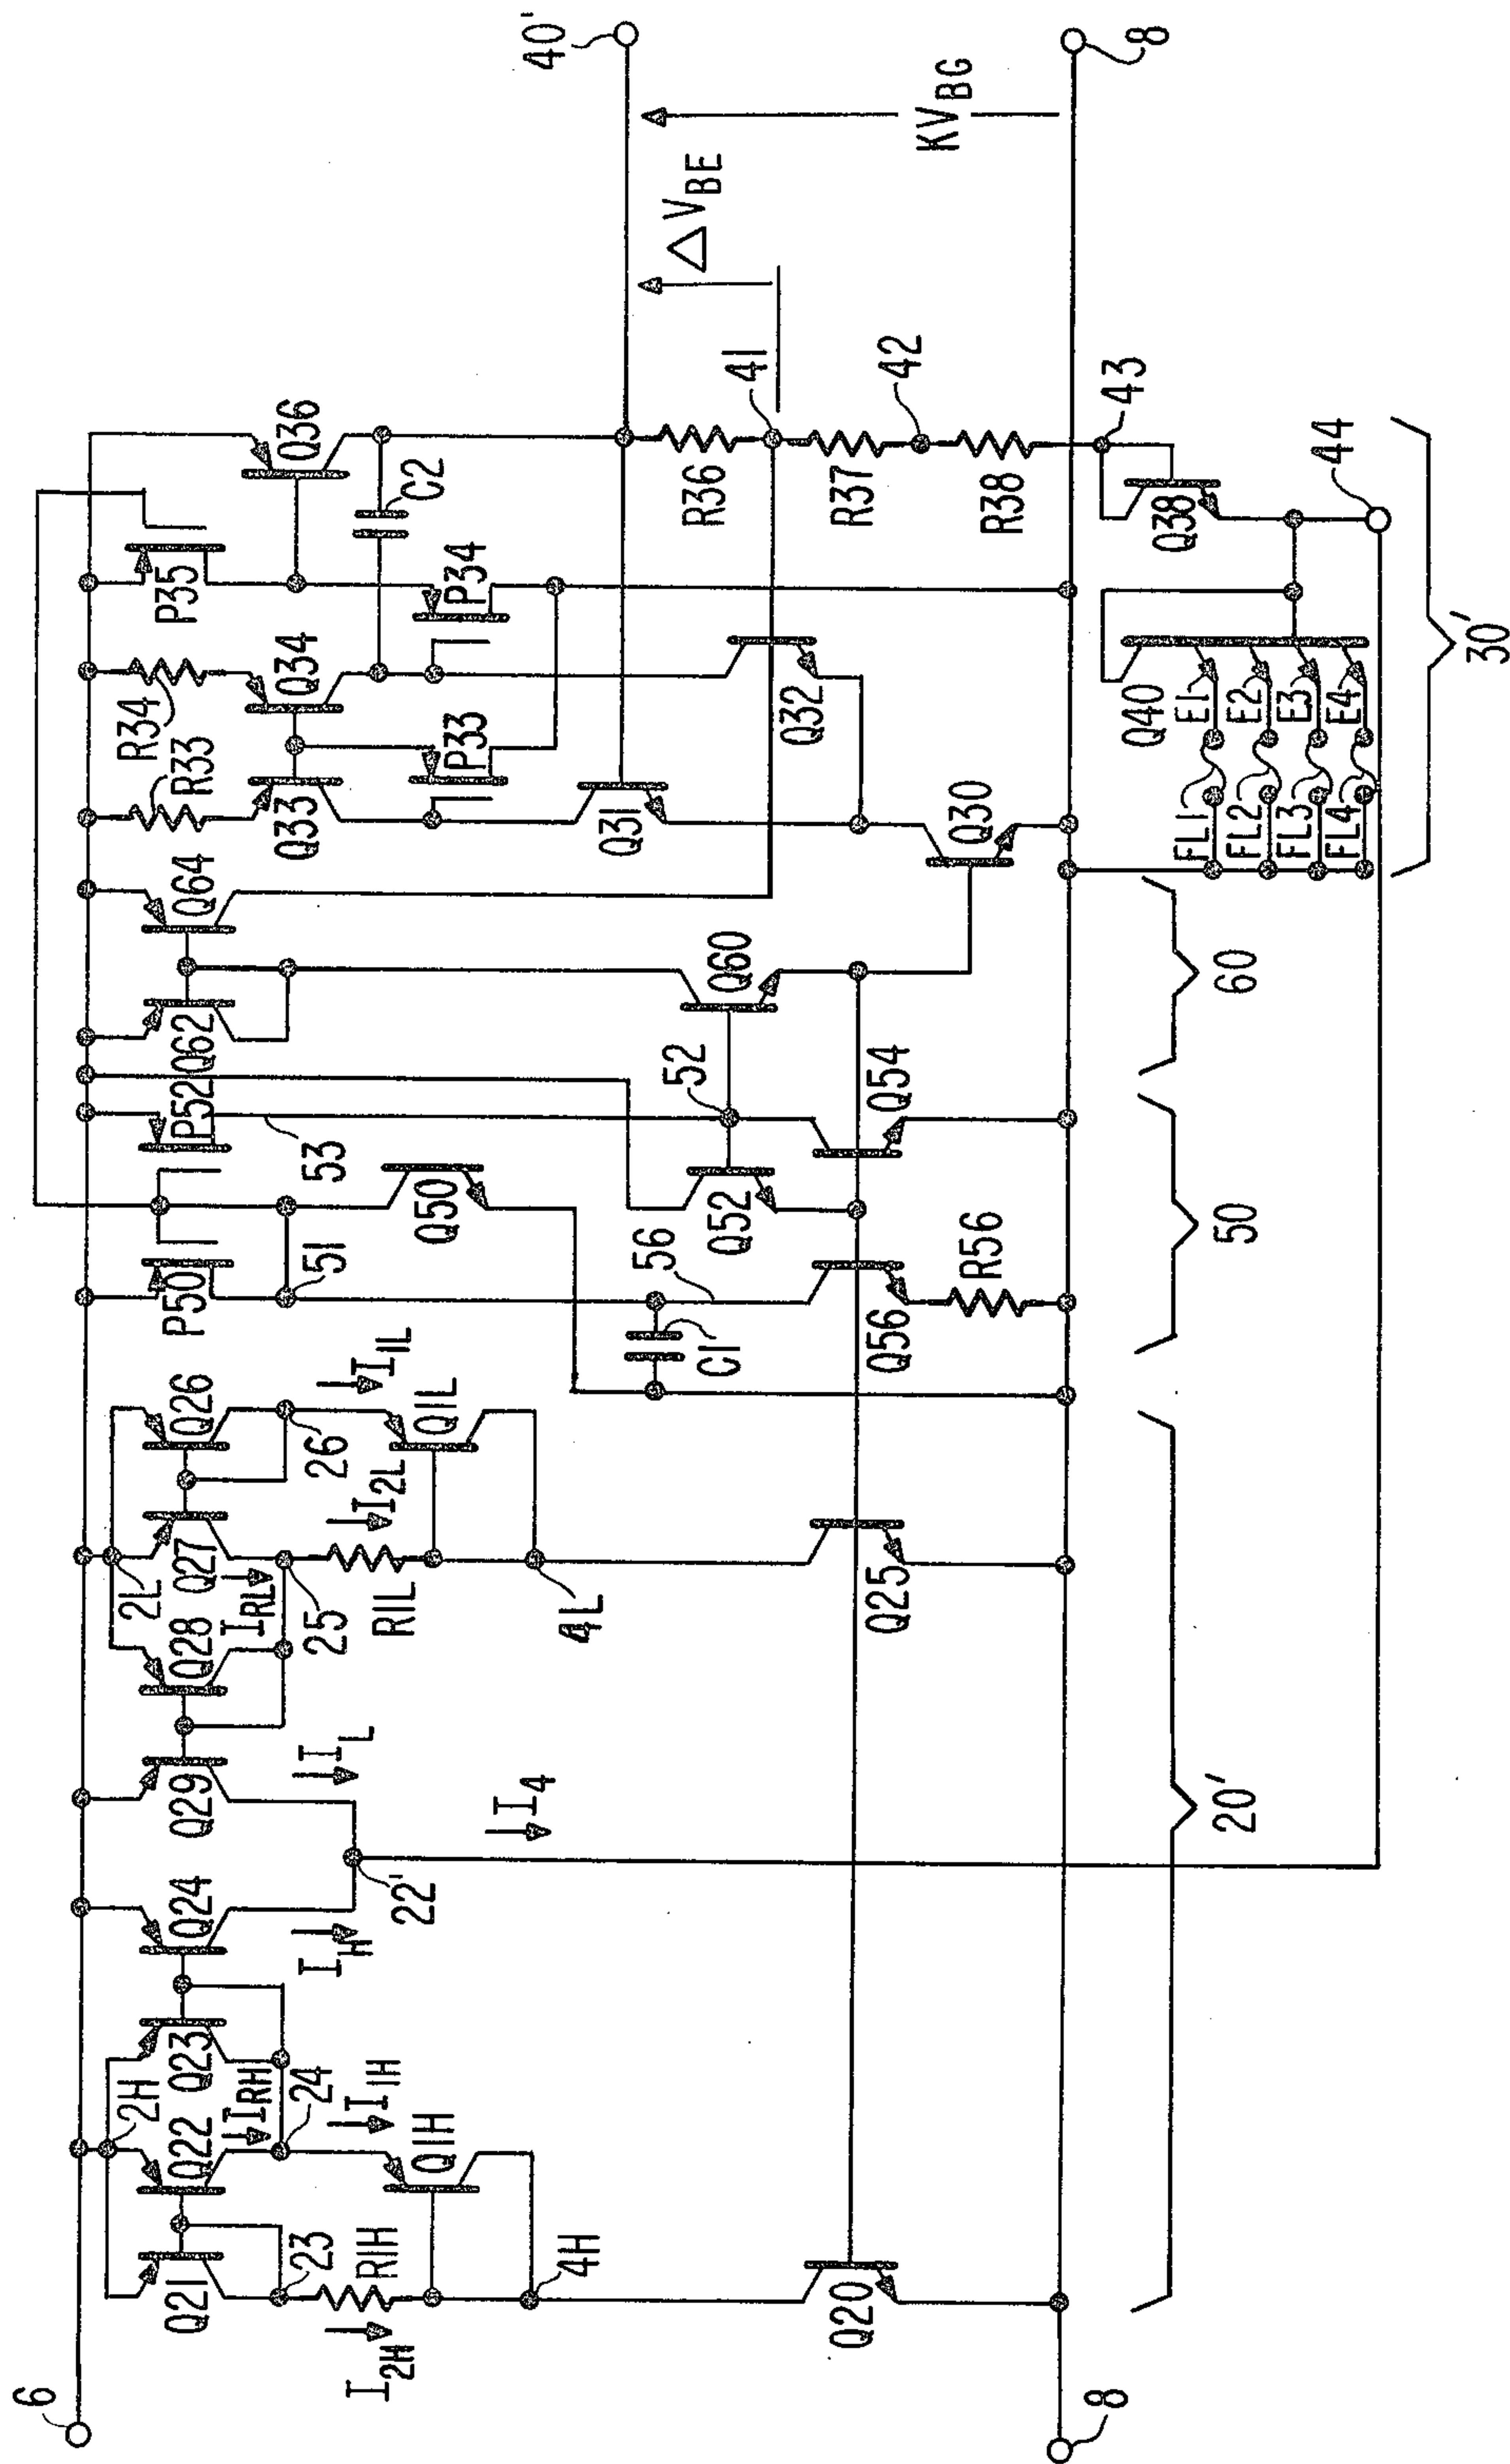 6
8
2H
Q21
Q22
Q23
Q24
I_RH
23
24
R1H
I_2H
I_1H
Q1H
4H
Q20
I_H
22'
I_4
I_L
Q29
Q28
Q27
Q26
2L
I_RL
25
26
R1L
I_2L
I_1L
Q1L
4L
Q25
20'
P50
P52
51
53
Q50
C1
56
Q52
52
Q54
Q56
R56
50
Q62
Q64
Q60
60
R33
R34
Q33
Q34
P33
P34
P35
Q36
C2
Q31
Q32
Q30
R36
R37
R38
41
42
43
Q38
44
Q40
E1
E2
E3
E4
FL1
FL2
FL3
FL4
30'
40'
ΔV_BE
KV_BG
8